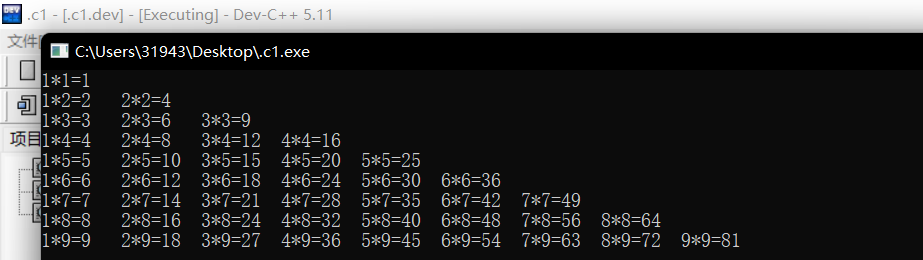 DEV .c1 - [.c1.dev] - [Executing] - Dev-C++ 5.11
文件
C:\Users\31943\Desktop\.c1.exe
项目
1*1=1
1*2=2 2*2=4
1*3=3 2*3=6 3*3=9
1*4=4 2*4=8 3*4=12 4*4=16
1*5=5 2*5=10 3*5=15 4*5=20 5*5=25
1*6=6 2*6=12 3*6=18 4*6=24 5*6=30 6*6=36
1*7=7 2*7=14 3*7=21 4*7=28 5*7=35 6*7=42 7*7=49
1*8=8 2*8=16 3*8=24 4*8=32 5*8=40 6*8=48 7*8=56 8*8=64
1*9=9 2*9=18 3*9=27 4*9=36 5*9=45 6*9=54 7*9=63 8*9=72 9*9=81